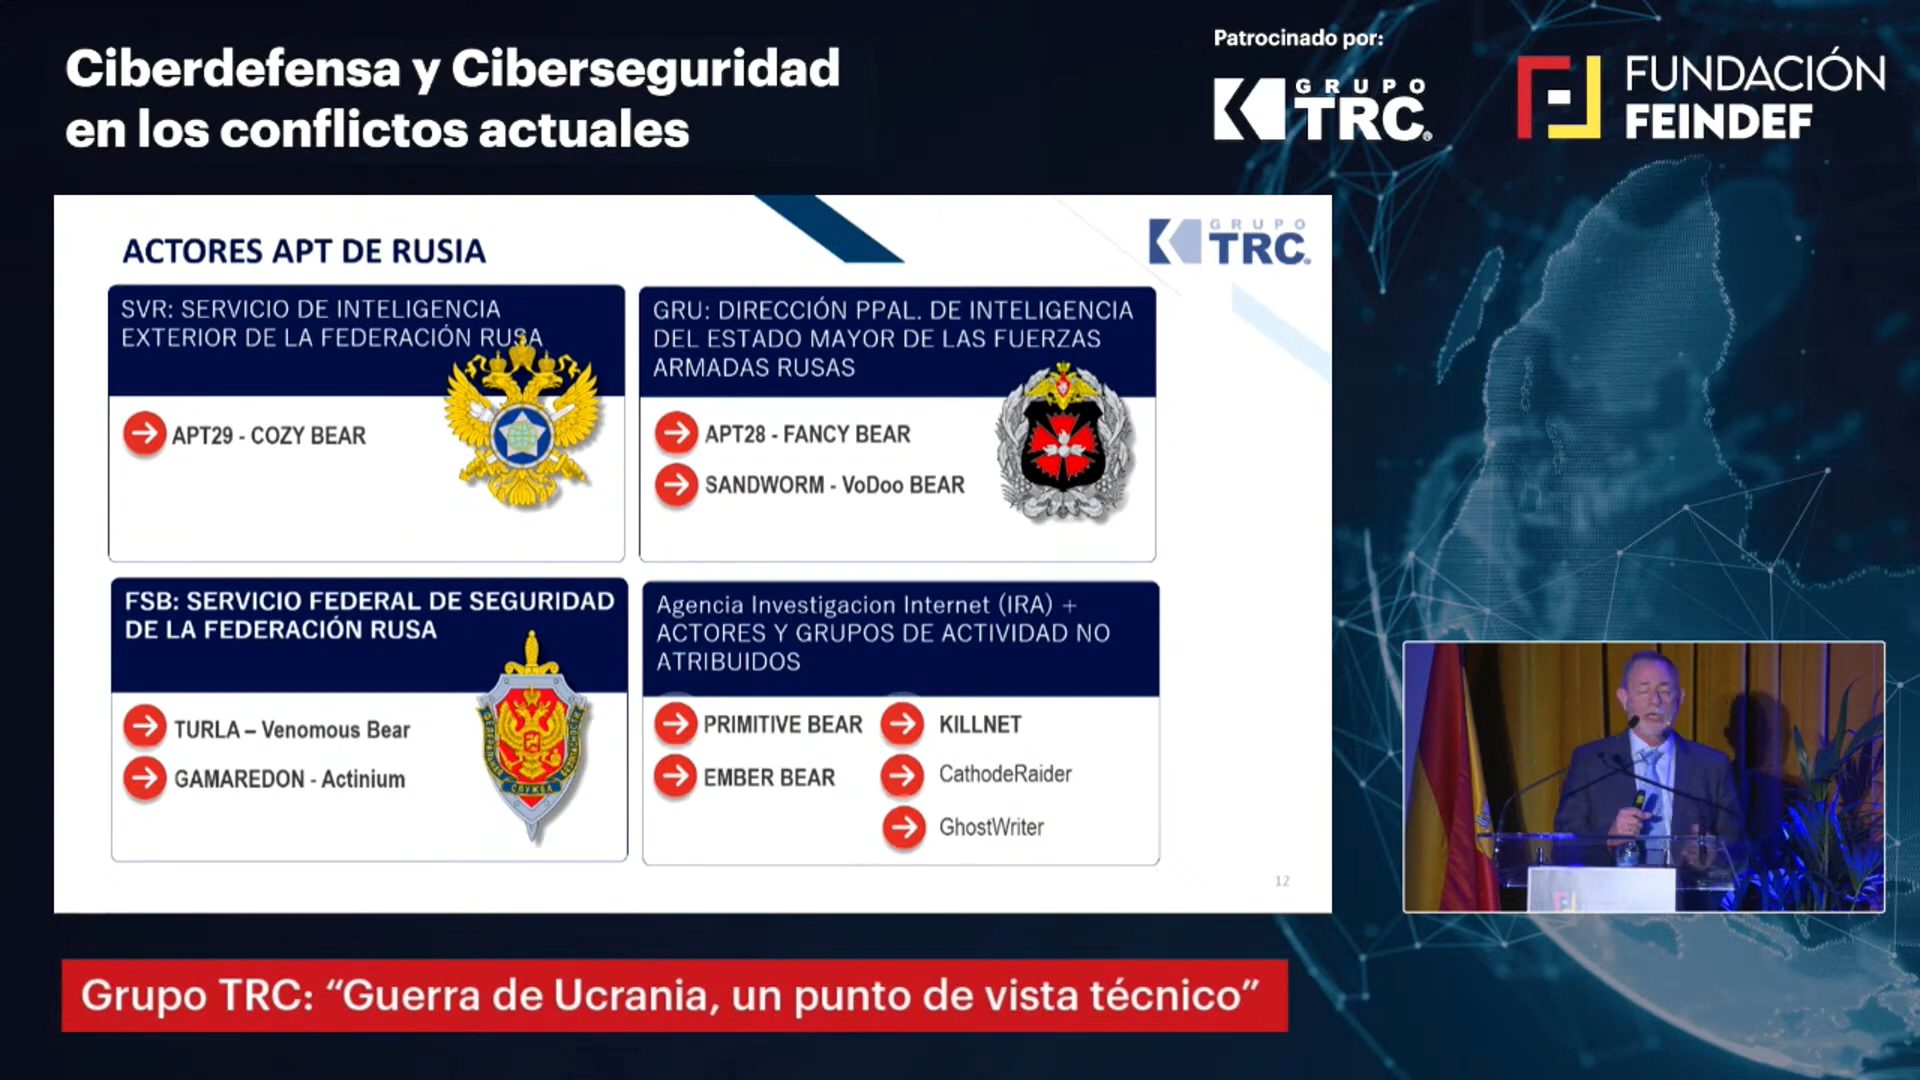 Ciberdefensa y Ciberseguridad
en los conflictos actuales
Patrocinado por:
GRUPO
TRC
FUNDACIÓN
FEINDEF
ACTORES APT DE RUSIA
GRUPO
TRC
SVR: SERVICIO DE INTELIGENCIA
EXTERIOR DE LA FEDERACIÓN RUSA
APT29 - COZY BEAR
GRU: DIRECCIÓN PPAL. DE INTELIGENCIA
DEL ESTADO MAYOR DE LAS FUERZAS
ARMADAS RUSAS
APT28 - FANCY BEAR
SANDWORM - VoDoo BEAR
FSB: SERVICIO FEDERAL DE SEGURIDAD
DE LA FEDERACIÓN RUSA
TURLA – Venomous Bear
GAMAREDON - Actinium
Agencia Investigacion Internet (IRA) +
ACTORES Y GRUPOS DE ACTIVIDAD NO
ATRIBUIDOS
PRIMITIVE BEAR
EMBER BEAR
KILLNET
CathodeRaider
GhostWriter
12
Grupo TRC: “Guerra de Ucrania, un punto de vista técnico”